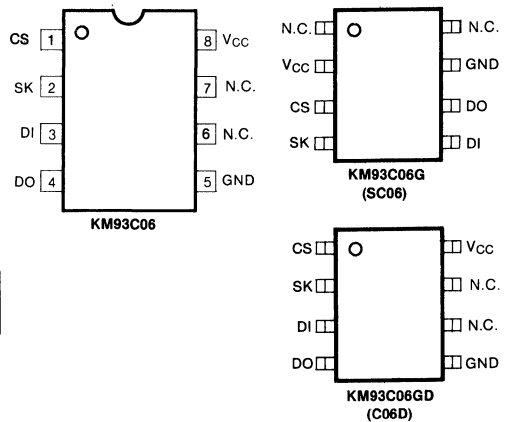 CS 1 8 VCC
SK 2 7 N.C.
DI 3 6 N.C.
DO 4 5 GND
KM93C06
N.C. N.C.
VCC GND
CS DO
SK DI
KM93C06G
(SC06)
CS VCC
SK N.C.
DI N.C.
DO GND
KM93C06GD
(C06D)